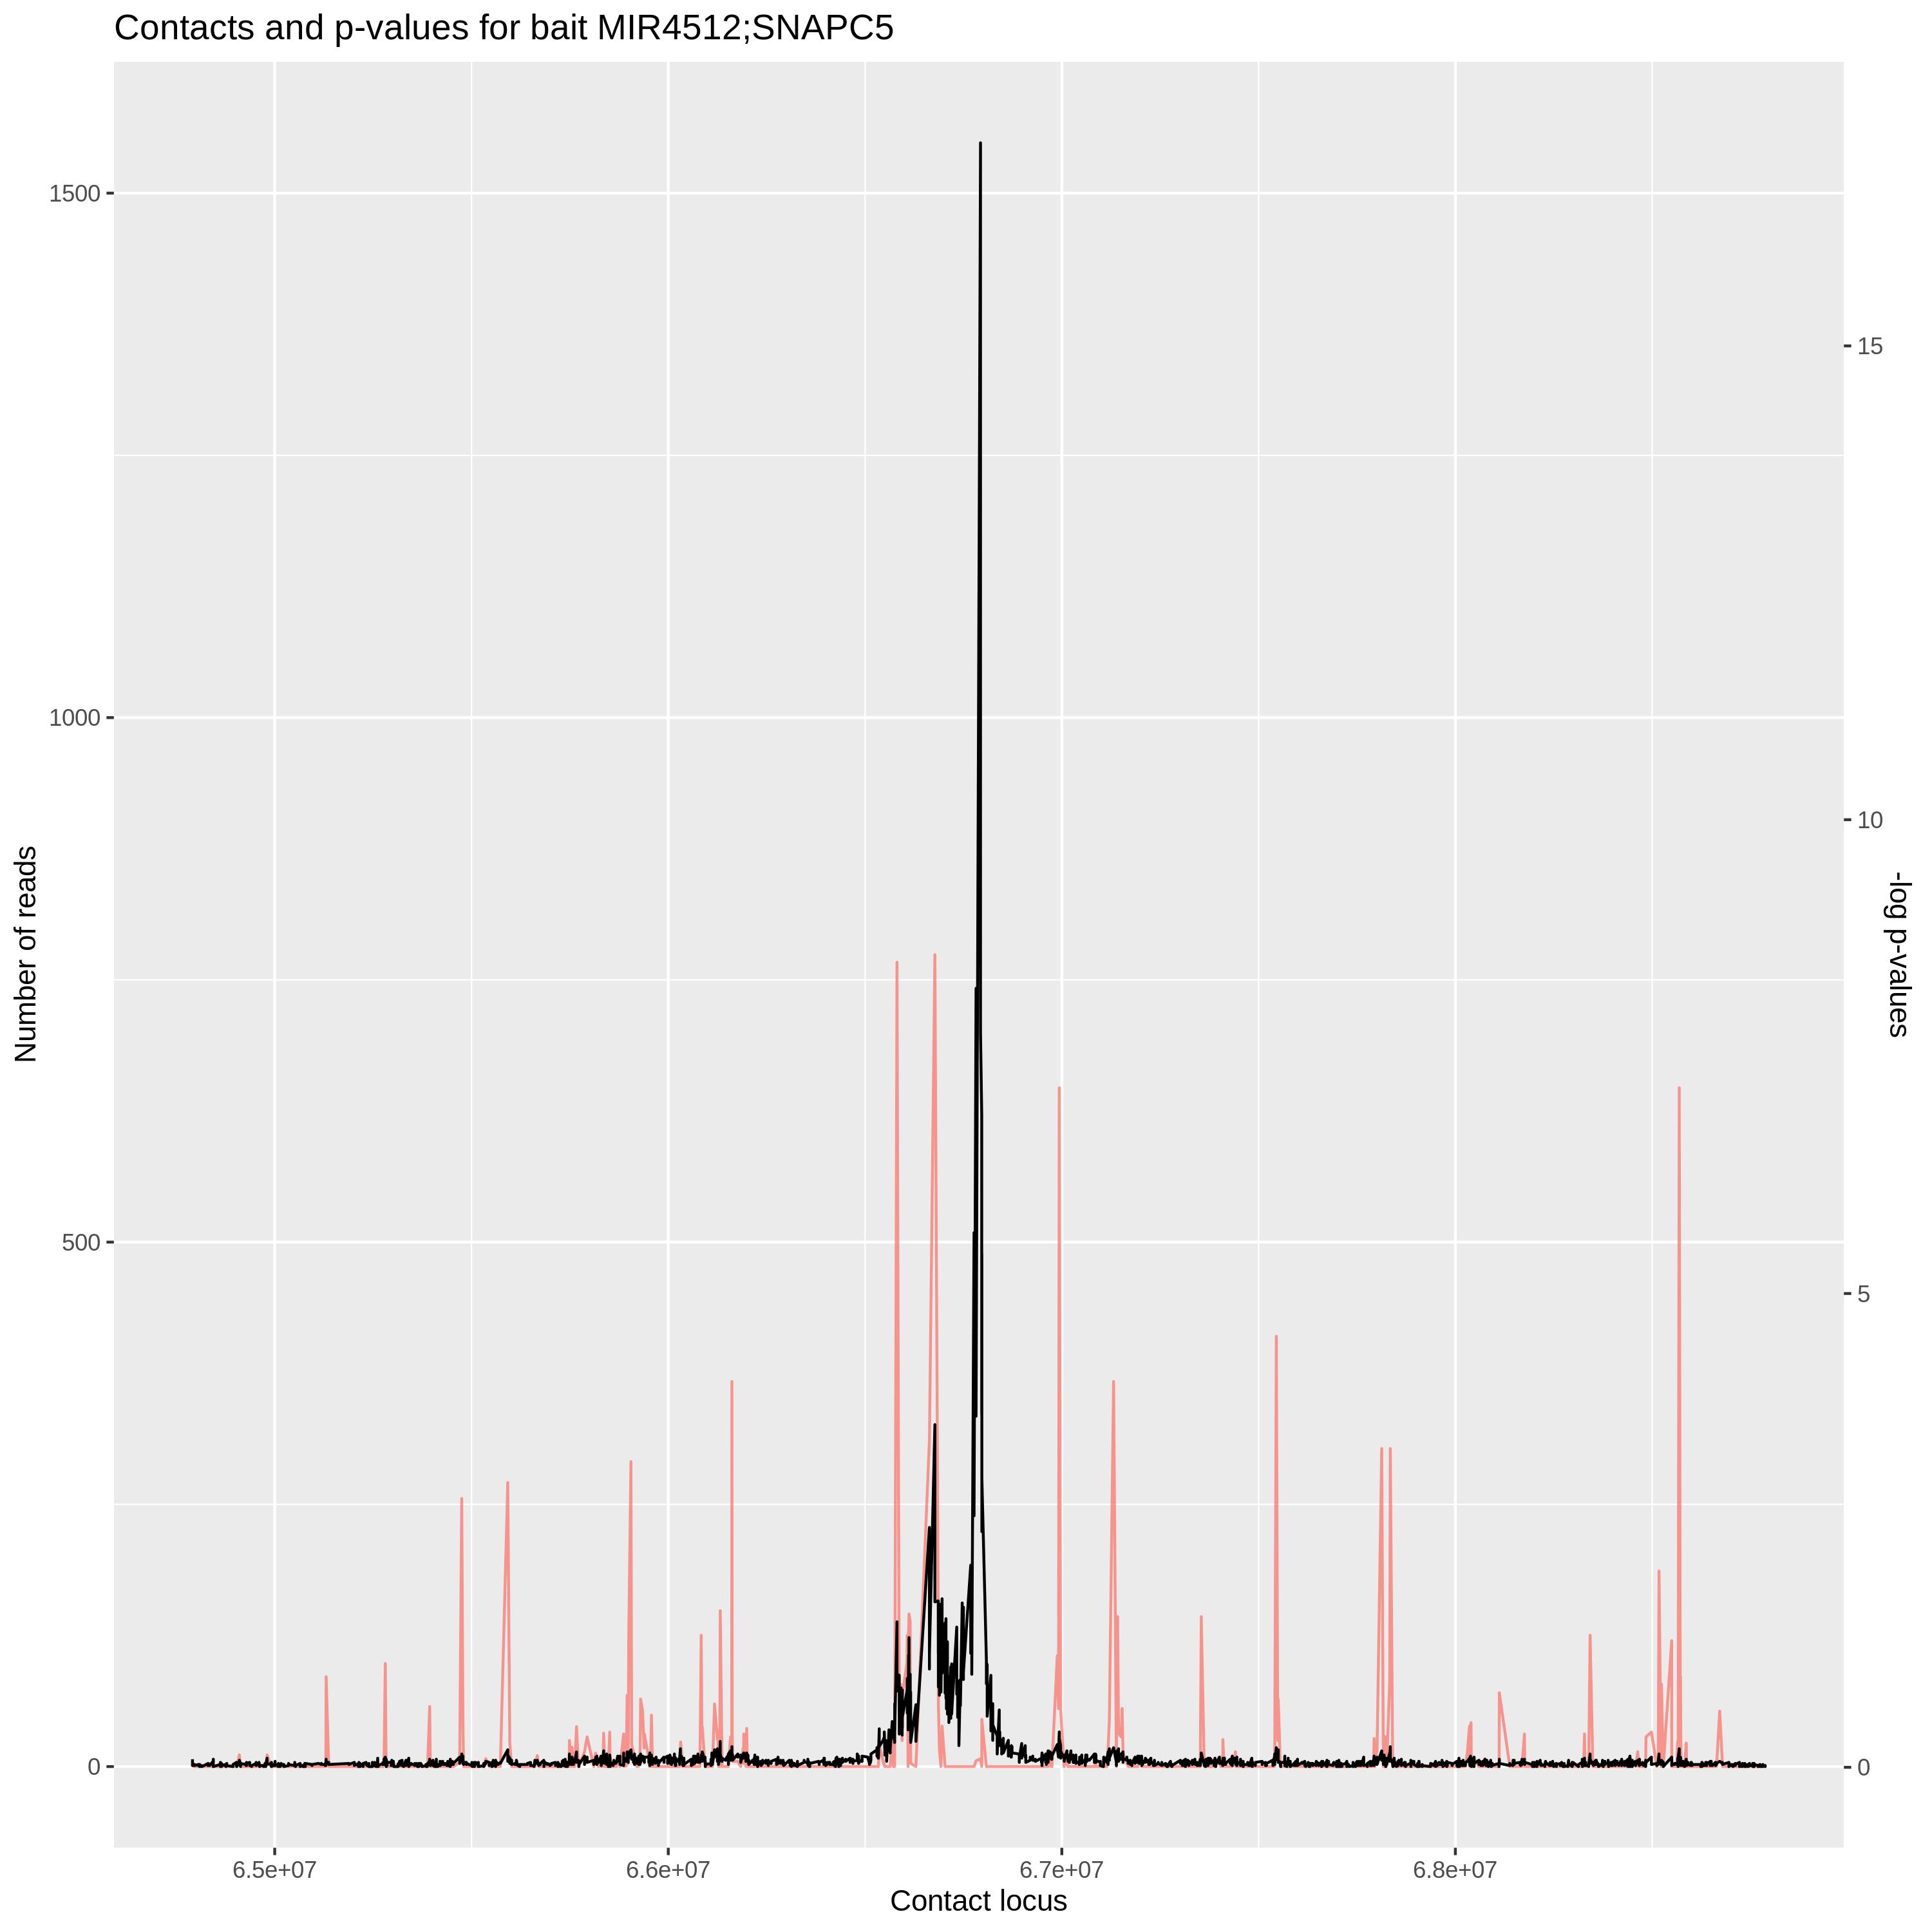 Contacts and p-values for bait MIR4512;SNAPC5
1500
1000
500
0
Number of reads
15
10
5
0
-log p-values
6.5e+07
6.6e+07
6.7e+07
6.8e+07
Contact locus